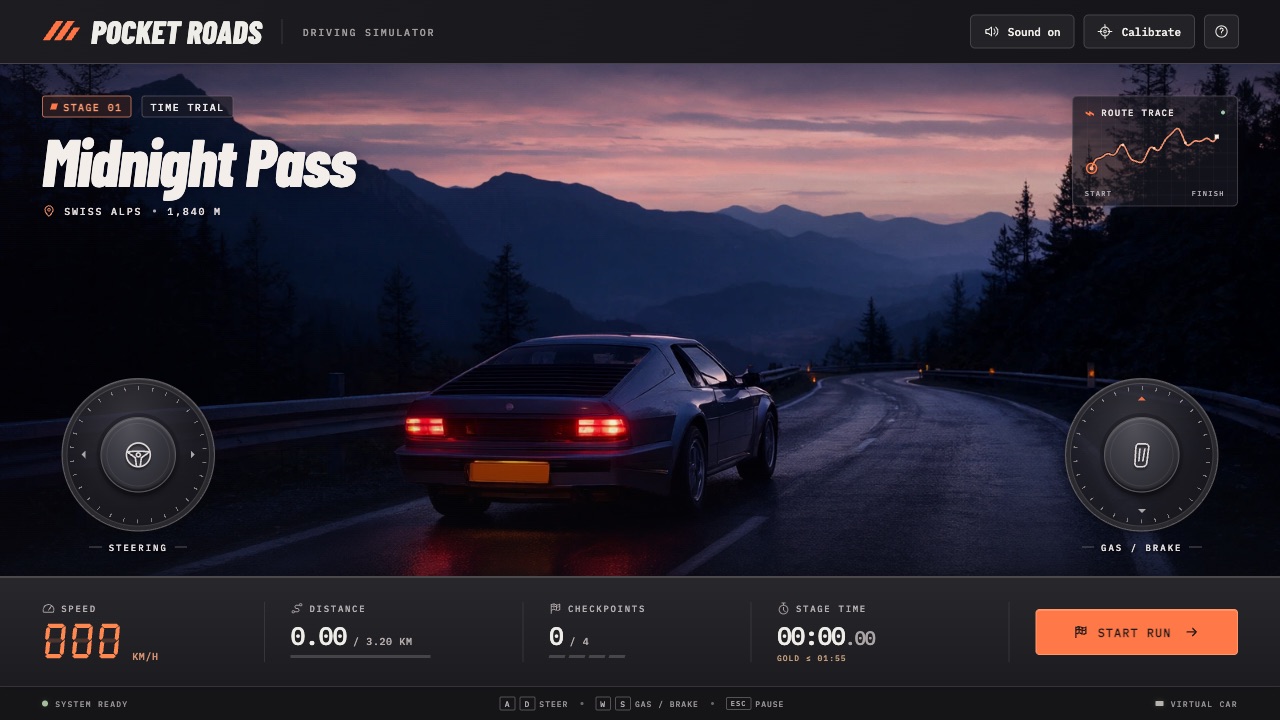 POCKET ROADS
DRIVING SIMULATOR
Sound on
Calibrate
STAGE 01
TIME TRIAL
Midnight Pass
SWISS ALPS • 1,840 M
ROUTE TRACE
START
FINISH
STEERING
GAS / BRAKE
SPEED
000 KM/H
DISTANCE
0.00 / 3.20 KM
CHECKPOINTS
0 / 4
STAGE TIME
00:00.00
GOLD ≤ 01:55
START RUN →
SYSTEM READY
A D STEER • W S GAS / BRAKE • ESC PAUSE
VIRTUAL CAR